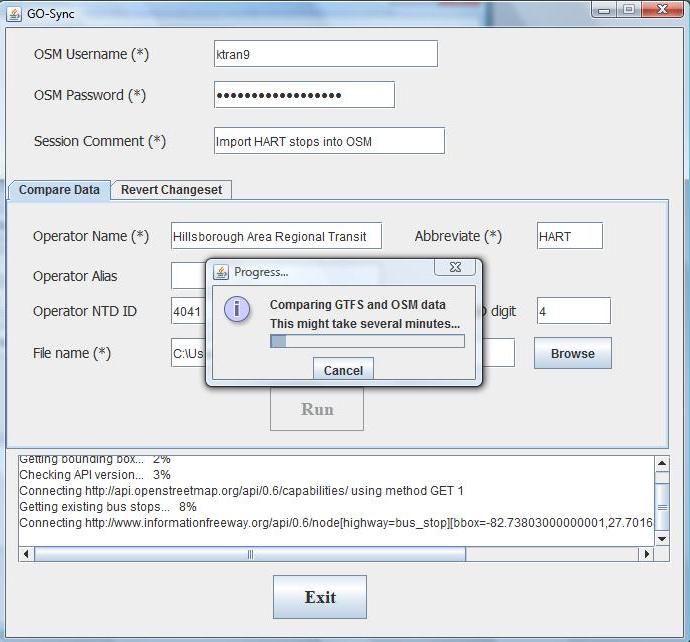 GO-Sync
OSM Username (*) ktran9
OSM Password (*) ••••••••••••••••••
Session Comment (*) Import HART stops into OSM
Compare Data Revert Changeset
Operator Name (*) Hillsborough Area Regional Transit Abbreviate (*) HART
Operator Alias
Progress...
Comparing GTFS and OSM data
This might take several minutes...
Cancel
Operator NTD ID 4041 digit 4
File name (*) C:\Us Browse
Run
Getting bounding box... 2%
Checking API version... 3%
Connecting http://api.openstreetmap.org/api/0.6/capabilities/ using method GET 1
Getting existing bus stops... 8%
Connecting http://www.informationfreeway.org/api/0.6/node[highway=bus_stop][bbox=-82.73803000000001,27.7016
Exit